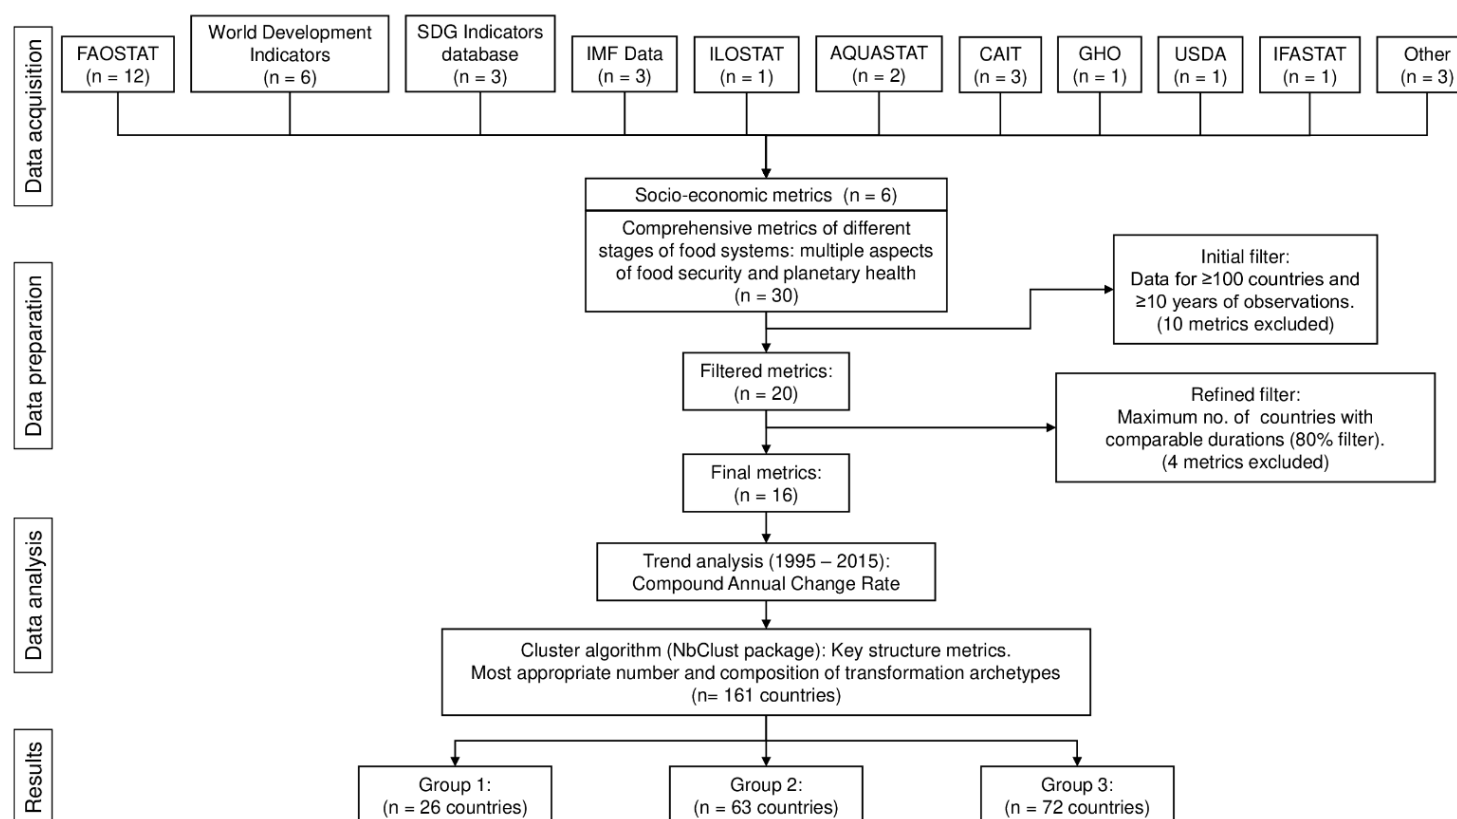 Data acquisition
FAOSTAT
(n = 12)
World Development
Indicators
(n = 6)
SDG Indicators
database
(n = 3)
IMF Data
(n = 3)
ILOSTAT
(n = 1)
AQUASTAT
(n = 2)
CAIT
(n = 3)
GHO
(n = 1)
USDA
(n = 1)
IFASTAT
(n = 1)
Other
(n = 3)
Socio-economic metrics (n = 6)
Comprehensive metrics of different
stages of food systems: multiple aspects
of food security and planetary health
(n = 30)
Data preparation
Initial filter:
Data for ≥100 countries and
≥10 years of observations.
(10 metrics excluded)
Filtered metrics:
(n = 20)
Refined filter:
Maximum no. of countries with
comparable durations (80% filter).
(4 metrics excluded)
Final metrics:
(n = 16)
Data analysis
Trend analysis (1995 – 2015):
Compound Annual Change Rate
Cluster algorithm (NbClust package): Key structure metrics.
Most appropriate number and composition of transformation archetypes
(n= 161 countries)
Results
Group 1:
(n = 26 countries)
Group 2:
(n = 63 countries)
Group 3:
(n = 72 countries)